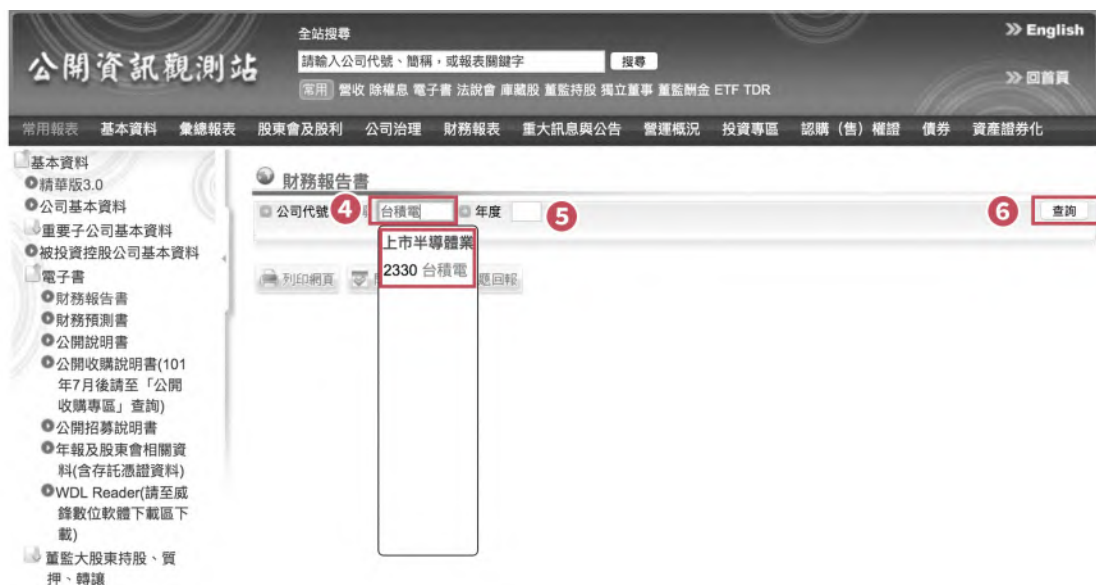 公開資訊觀測站
全站搜尋
請輸入公司代號、簡稱，或報表關鍵字 搜尋
常用 營收 除權息 電子書 法說會 庫藏股 董監持股 獨立董事 董監酬金 ETF TDR
>> English
>> 回首頁
常用報表 基本資料 彙總報表 股東會及股利 公司治理 財務報表 重大訊息與公告 營運概況 投資專區 認購（售）權證 債券 資產證券化
基本資料
精華版3.0
公司基本資料
重要子公司基本資料
被投資控股公司基本資料
電子書
財務報告書
財務預測書
公開說明書
公開收購說明書(101
年7月後請至「公開
收購專區」查詢)
公開招募說明書
年報及股東會相關資
料(含存託憑證資料)
WDL Reader(請至威
鋒數位軟體下載區下
載)
董監大股東持股、質
押、轉讓
財務報告書
公司代號 4 台積電 年度 5 6 查詢
上市半導體業
2330 台積電
列印網頁 題回報